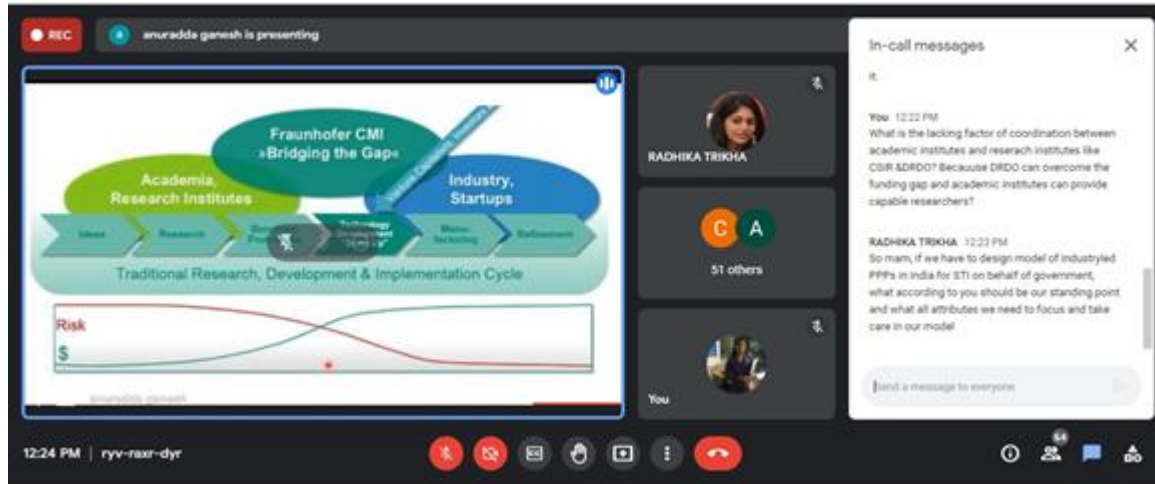 REC
a
anuradda ganesh is presenting
Fraunhofer CMI
»Bridging the Gap«
Academia,
Research Institutes
Industry,
Startups
Ideas
Research
Technology
Manu-
facturing
Refinement
Traditional Research, Development & Implementation Cycle
Risk
$
anuradda ganesh
RADHIKA TRIKHA
C A
51 others
You
In-call messages
it.
You 12:22 PM
What is the lacking factor of coordination between
academic institutes and reserach institutes like
CSIR &DRDO? Becauuse DRDO can overcome the
funding gap and academic institutes can provide
capable researchers?
RADHIKA TRIKHA 12:23 PM
So mam, if we have to design model of industryled
PPPs in India for STI on behalf of government,
what according to you should be our standing point
and what all attributes we need to focus and take
care in our model
Send a message to everyone
12:24 PM | ryv-raxr-dyr
64